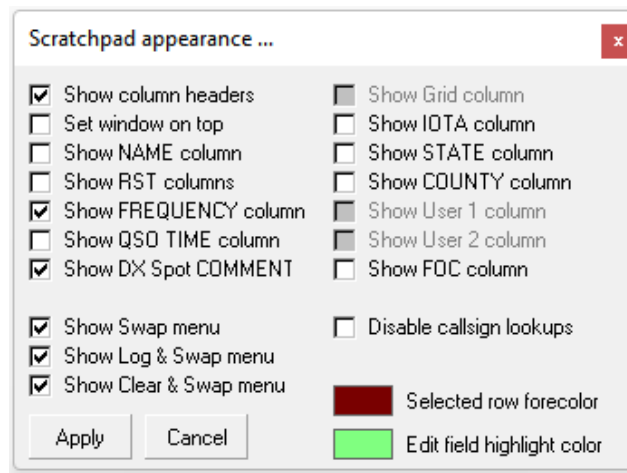 Scratchpad appearance ...
x
Show column headers
Set window on top
Show NAME column
Show RST columns
Show FREQUENCY column
Show QSO TIME column
Show DX Spot COMMENT
Show Swap menu
Show Log & Swap menu
Show Clear & Swap menu
Apply
Cancel
Show Grid column
Show IOTA column
Show STATE column
Show COUNTY column
Show User 1 column
Show User 2 column
Show FOC column
Disable callsign lookups
Selected row forecolor
Edit field highlight color